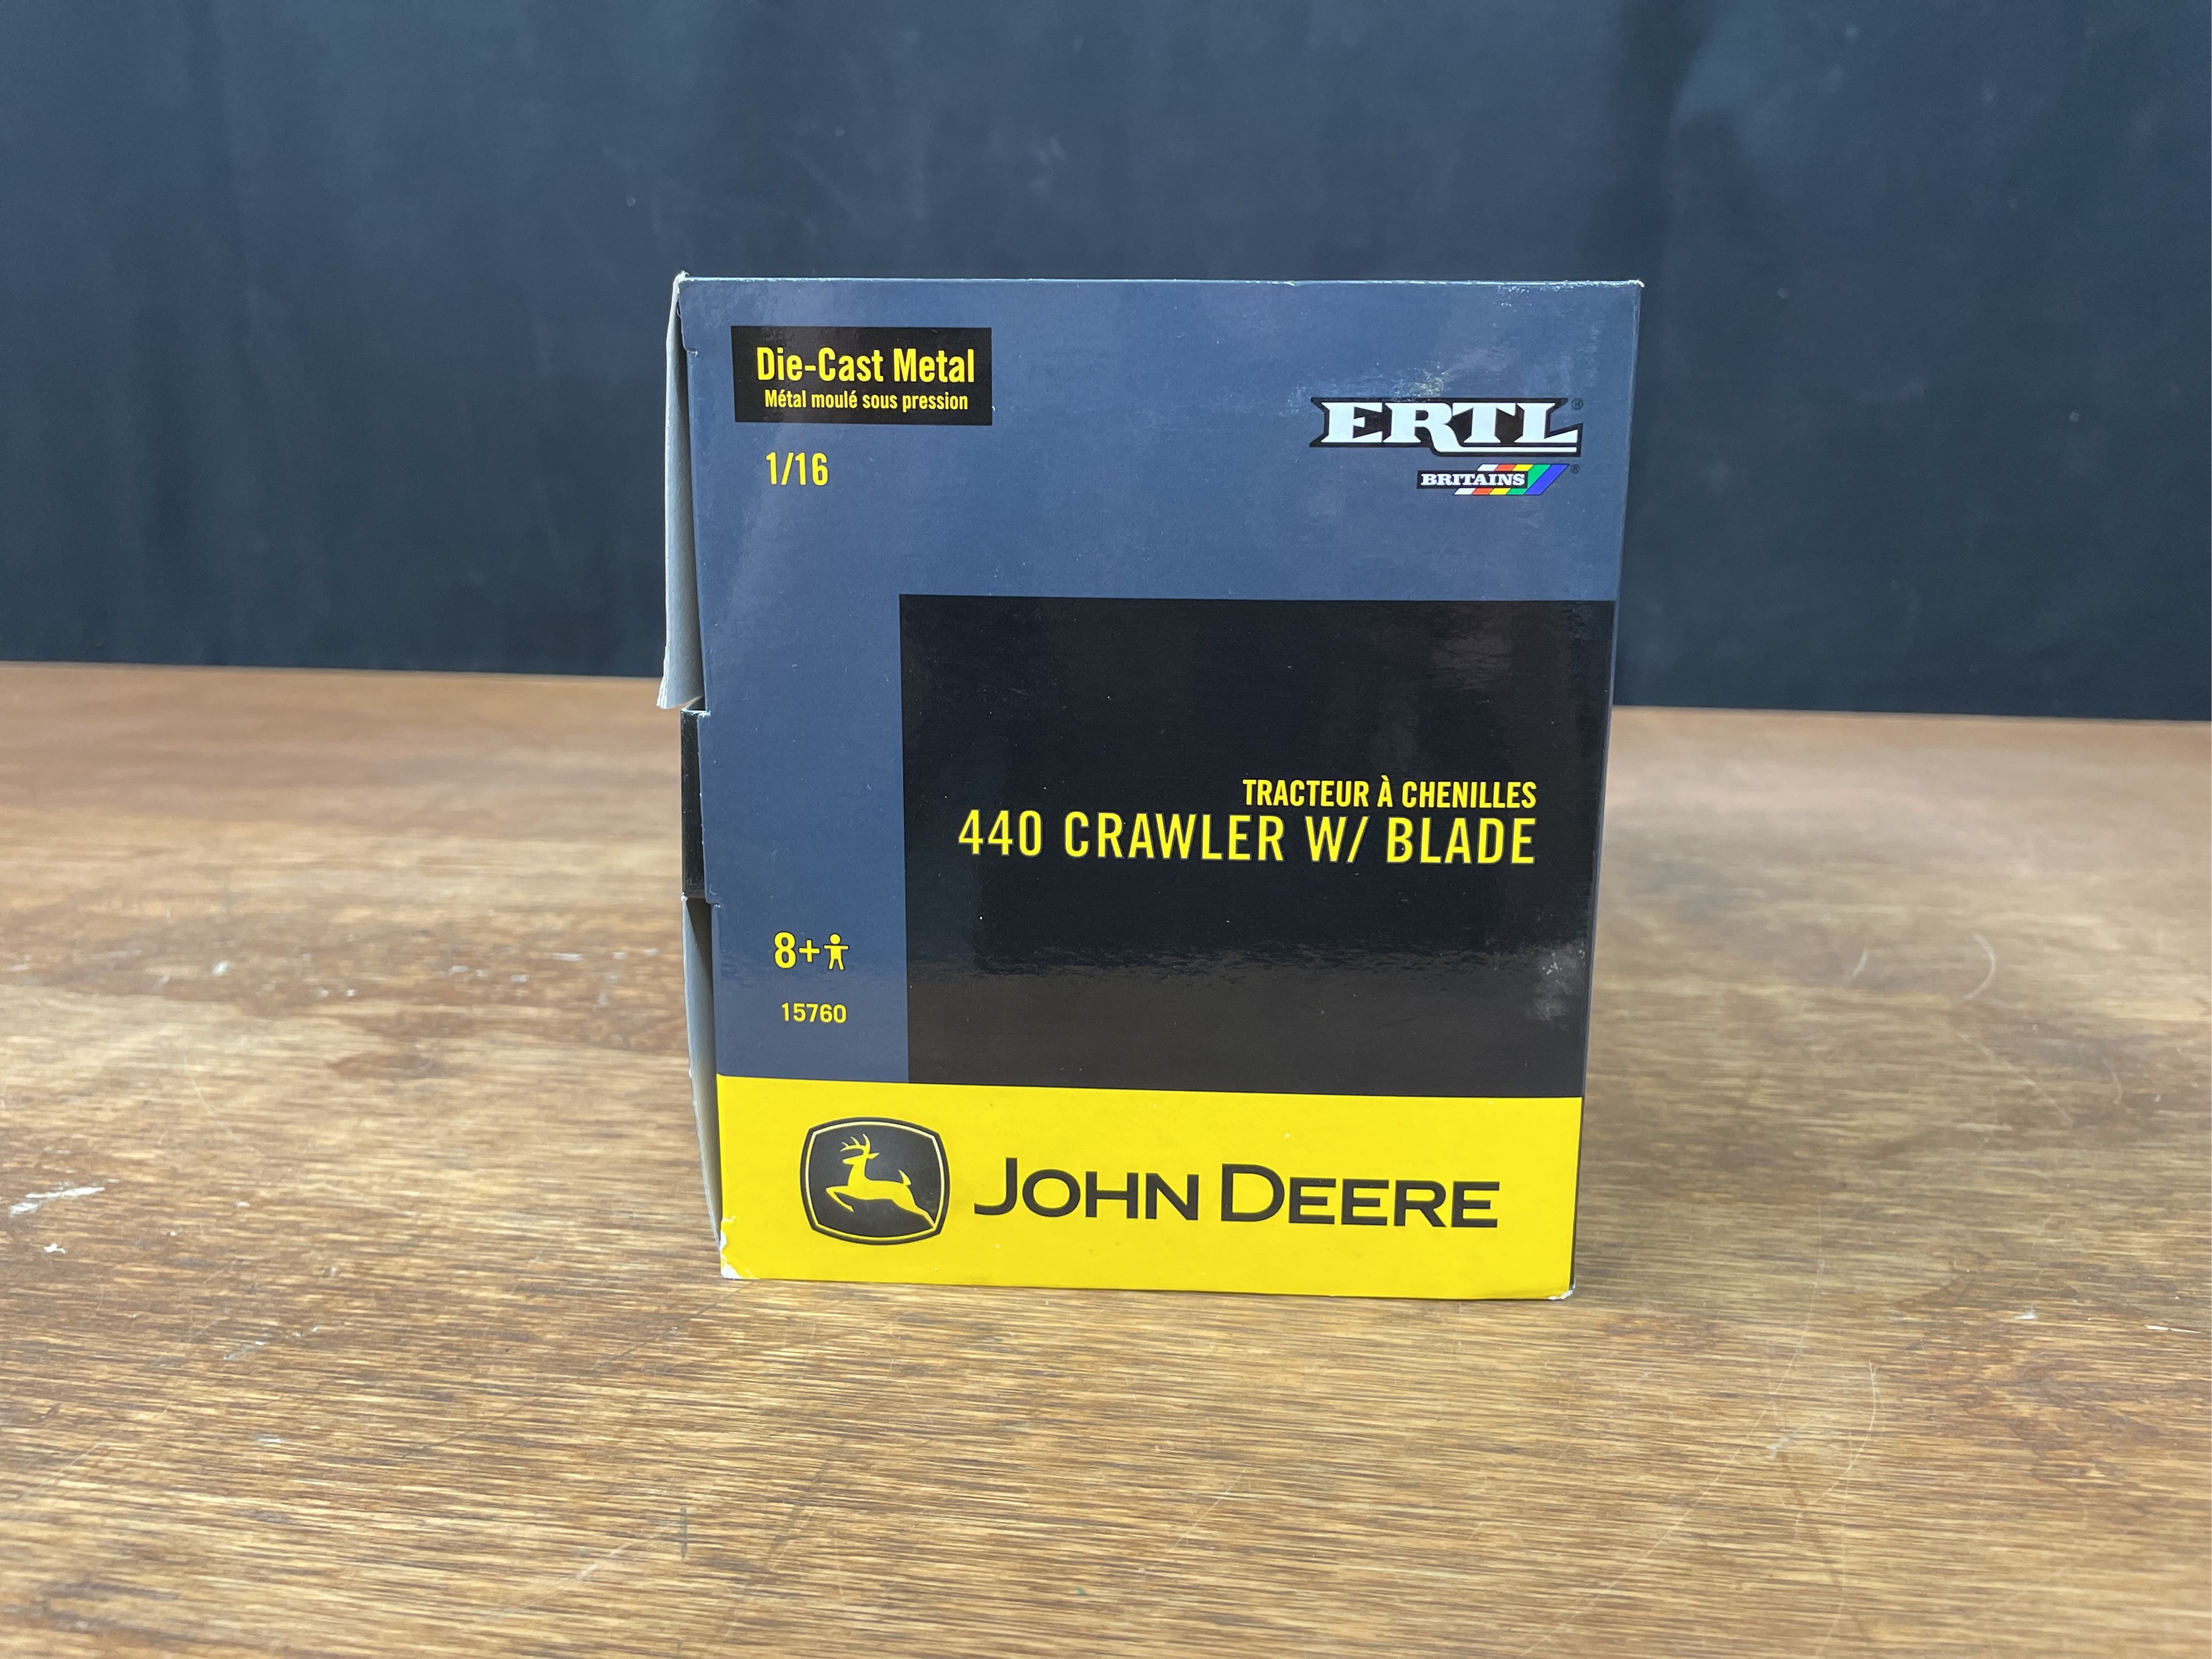 Die-Cast Metal
Métal moulé sous pression
1/16
ERTL®
BRITAINS®
TRACTEUR À CHENILLES
440 CRAWLER W/ BLADE
8+
15760
JOHN DEERE